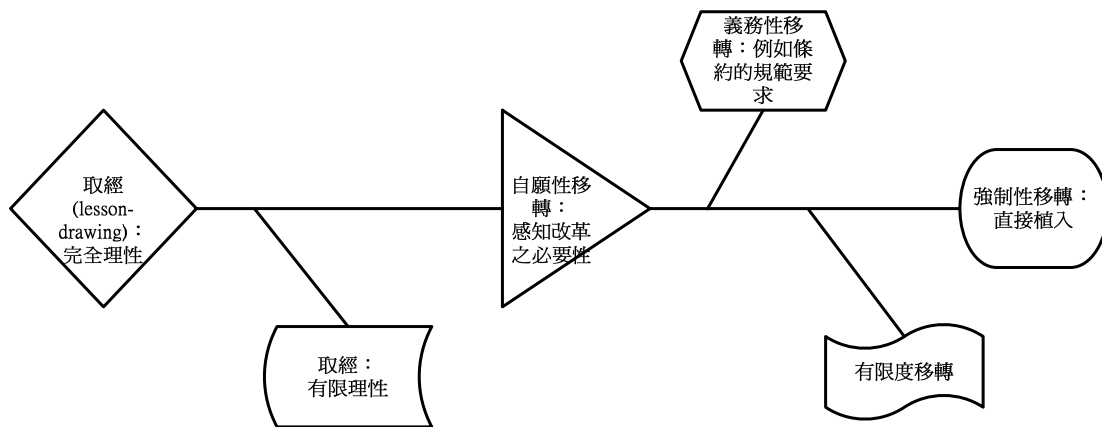 取經
(lesson-
drawing)：
完全理性
取經：
有限理性
自願性移
轉：
感知改革
之必要性
義務性移
轉：例如條
約的規範要
求
有限度移轉
強制性移轉：
直接植入